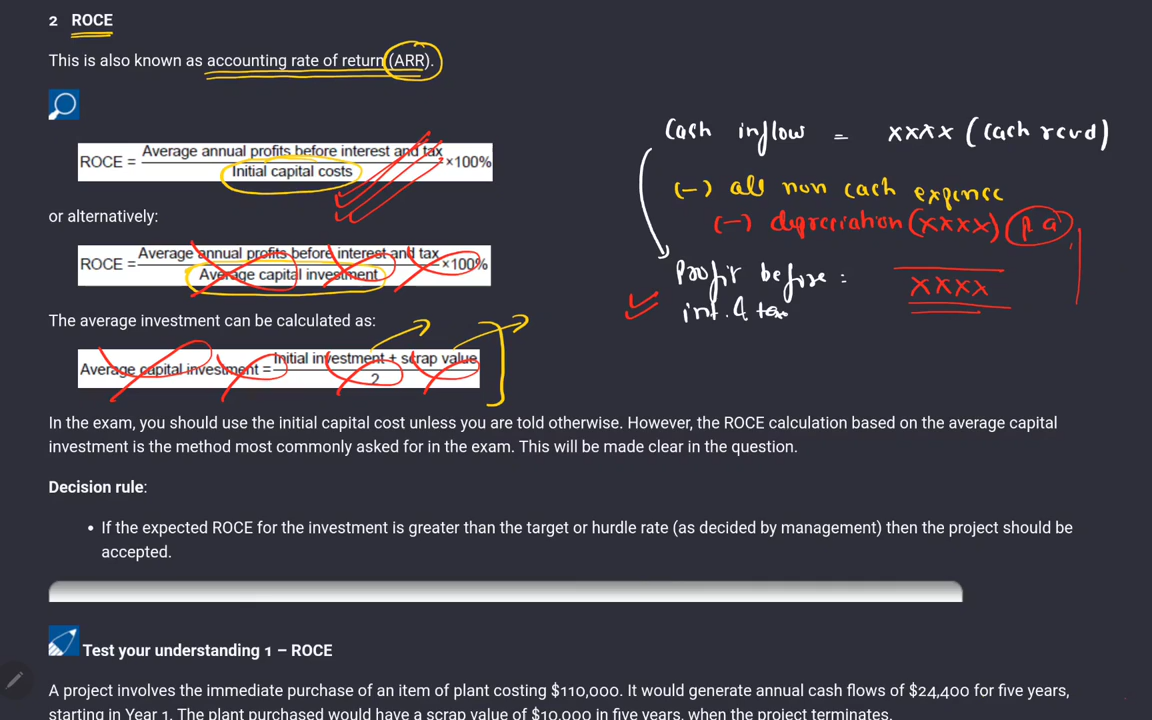 2 ROCE
This is also known as accounting rate of return (ARR).
ROCE = Average annual profits before interest and tax
Initial capital costs ×100%
or alternatively:
ROCE = Average annual profits before interest and tax
Average capital investment ×100%
The average investment can be calculated as:
Average capital investment = Initial investment + scrap value
2
Cash inflow = xxxx (Cash rcvd)
(-) all non cash expence
(-) depreciation (xxxx) p a
Profit before :
int. & tax
xxxx
In the exam, you should use the initial capital cost unless you are told otherwise. However, the ROCE calculation based on the average capital
investment is the method most commonly asked for in the exam. This will be made clear in the question.
Decision rule:
• If the expected ROCE for the investment is greater than the target or hurdle rate (as decided by management) then the project should be
accepted.
Test your understanding 1 – ROCE
A project involves the immediate purchase of an item of plant costing $110,000. It would generate annual cash flows of $24,400 for five years,
starting in Year 1. The plant purchased would have a scrap value of $10,000 in five years, when the project terminates.